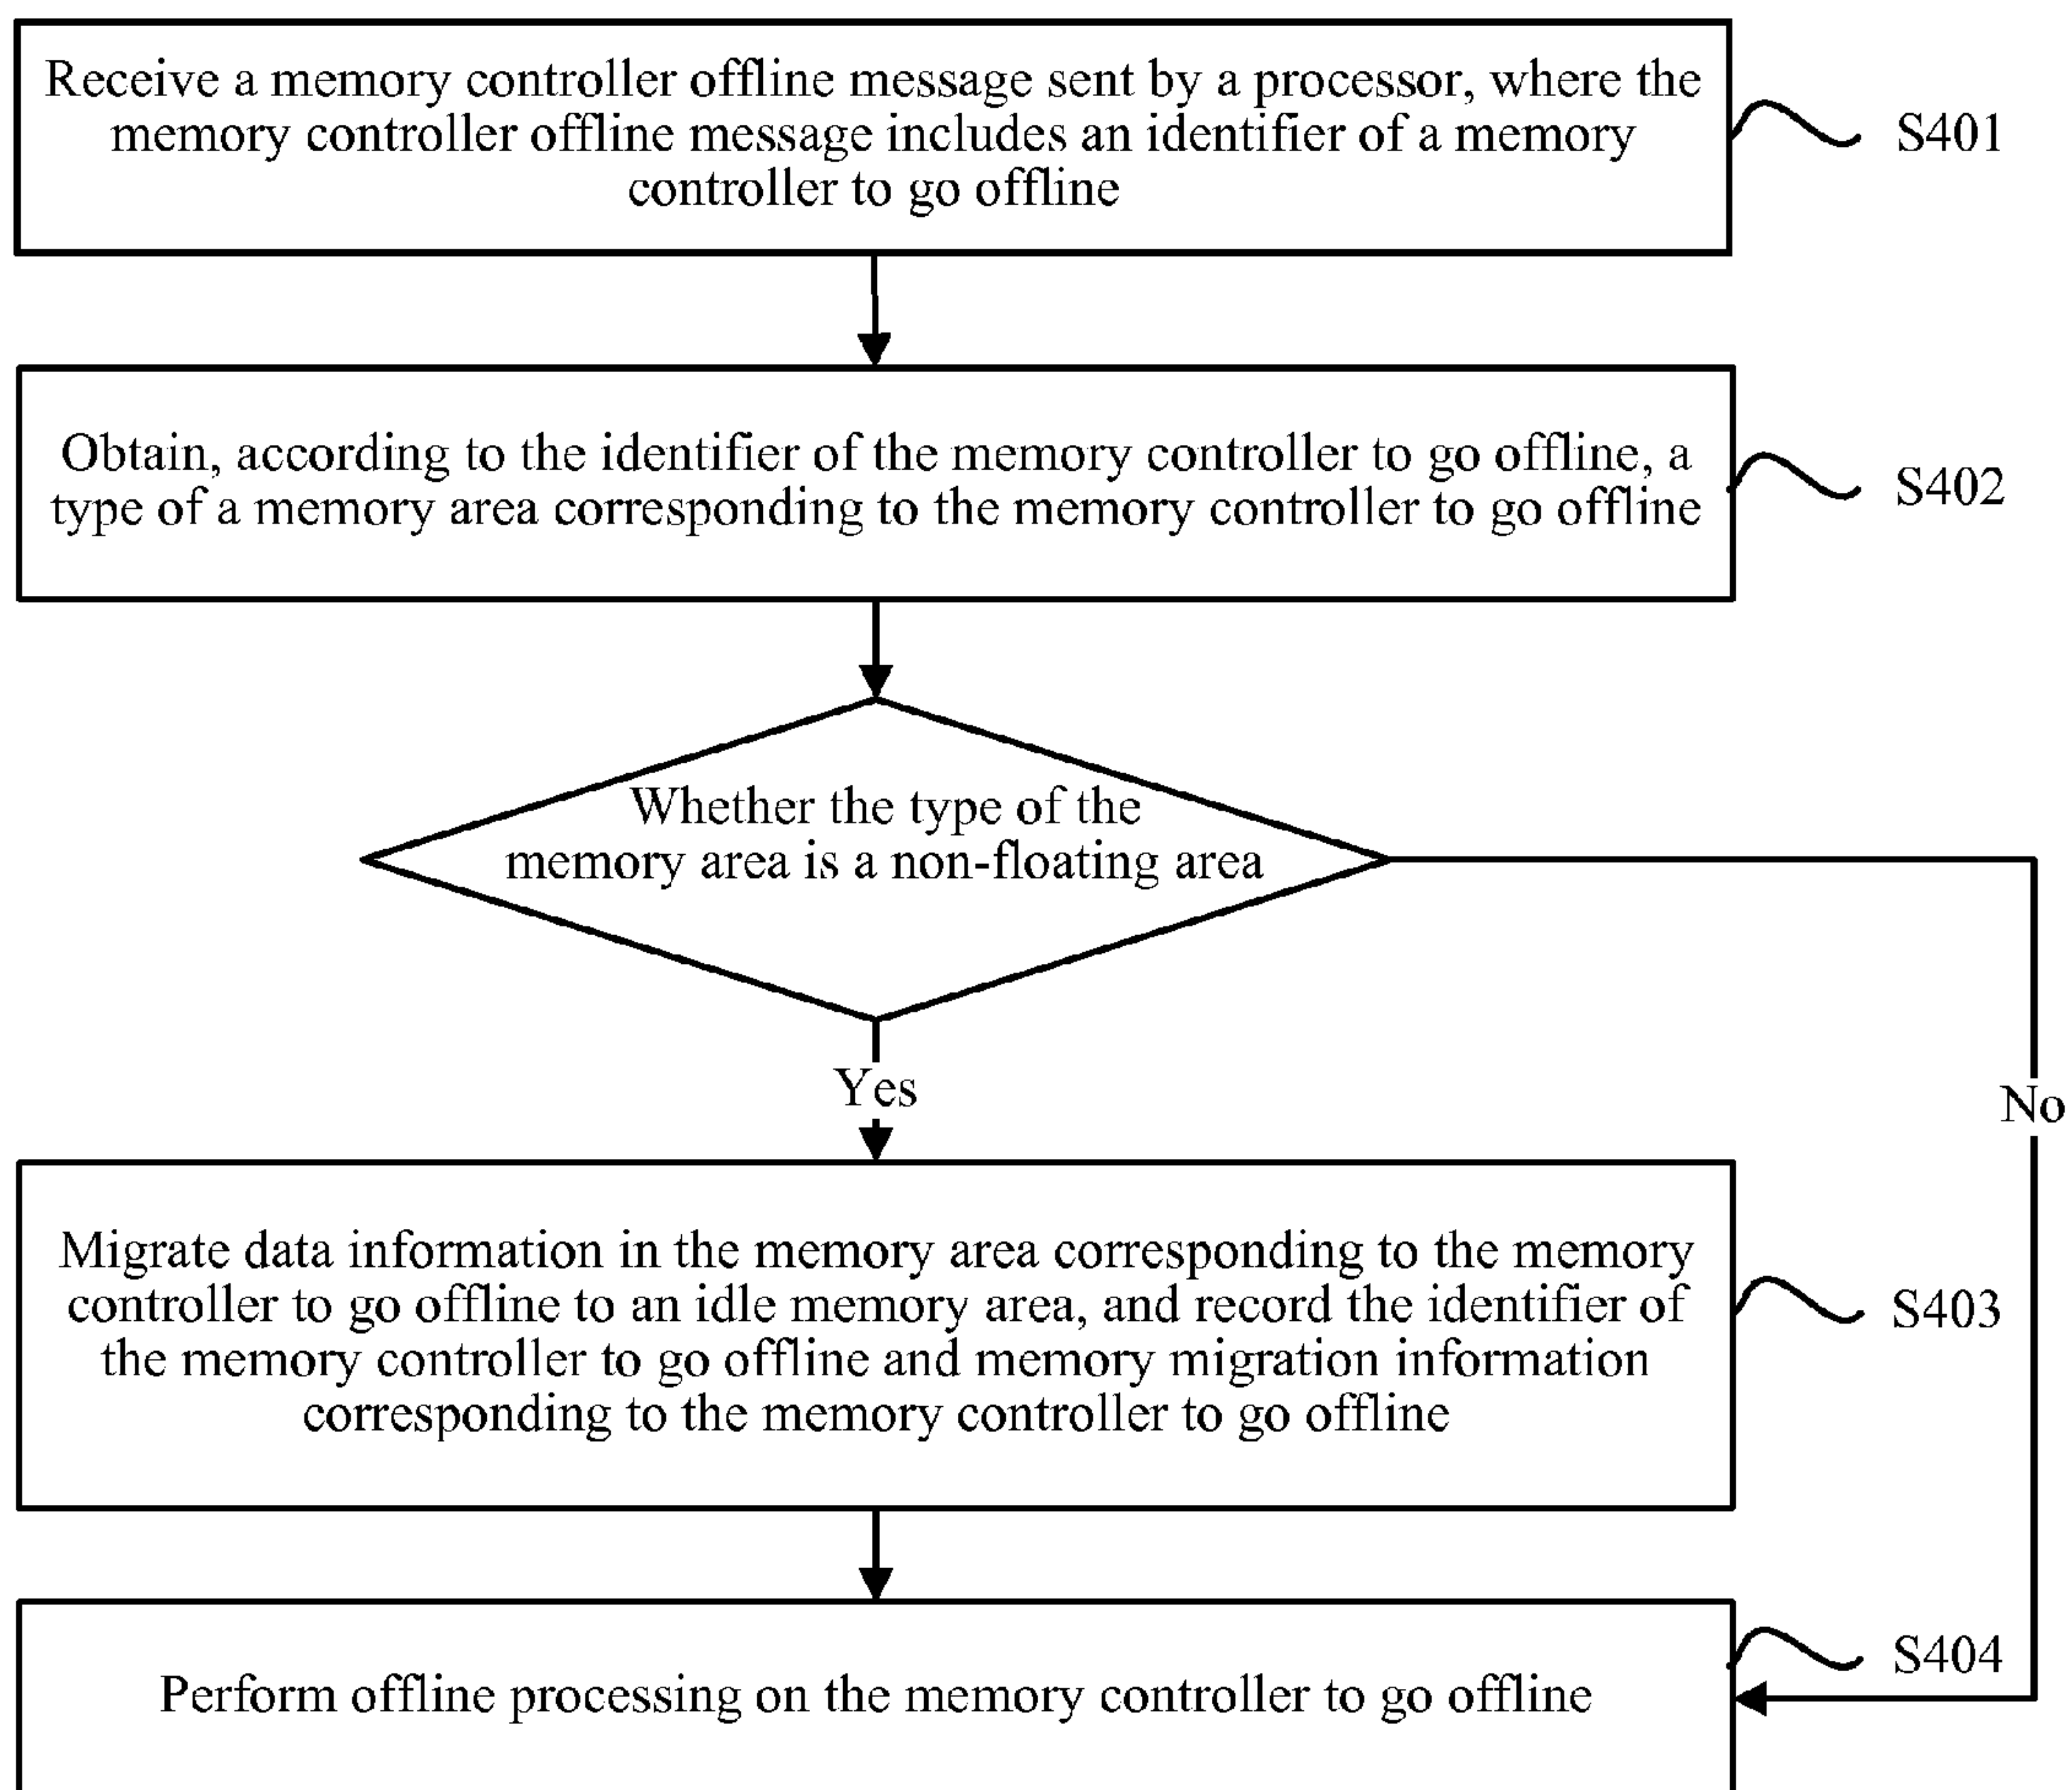 Receive a memory controller offline message sent by a processor, where the
memory controller offline message includes an identifier of a memory
controller to go offline
S401
Obtain, according to the identifier of the memory controller to go offline, a
type of a memory area corresponding to the memory controller to go offline
S402
Whether the type of the
memory area is a non-floating area
Yes
No
Migrate data information in the memory area corresponding to the memory
controller to go offline to an idle memory area, and record the identifier of
the memory controller to go offline and memory migration information
corresponding to the memory controller to go offline
S403
Perform offline processing on the memory controller to go offline
S404